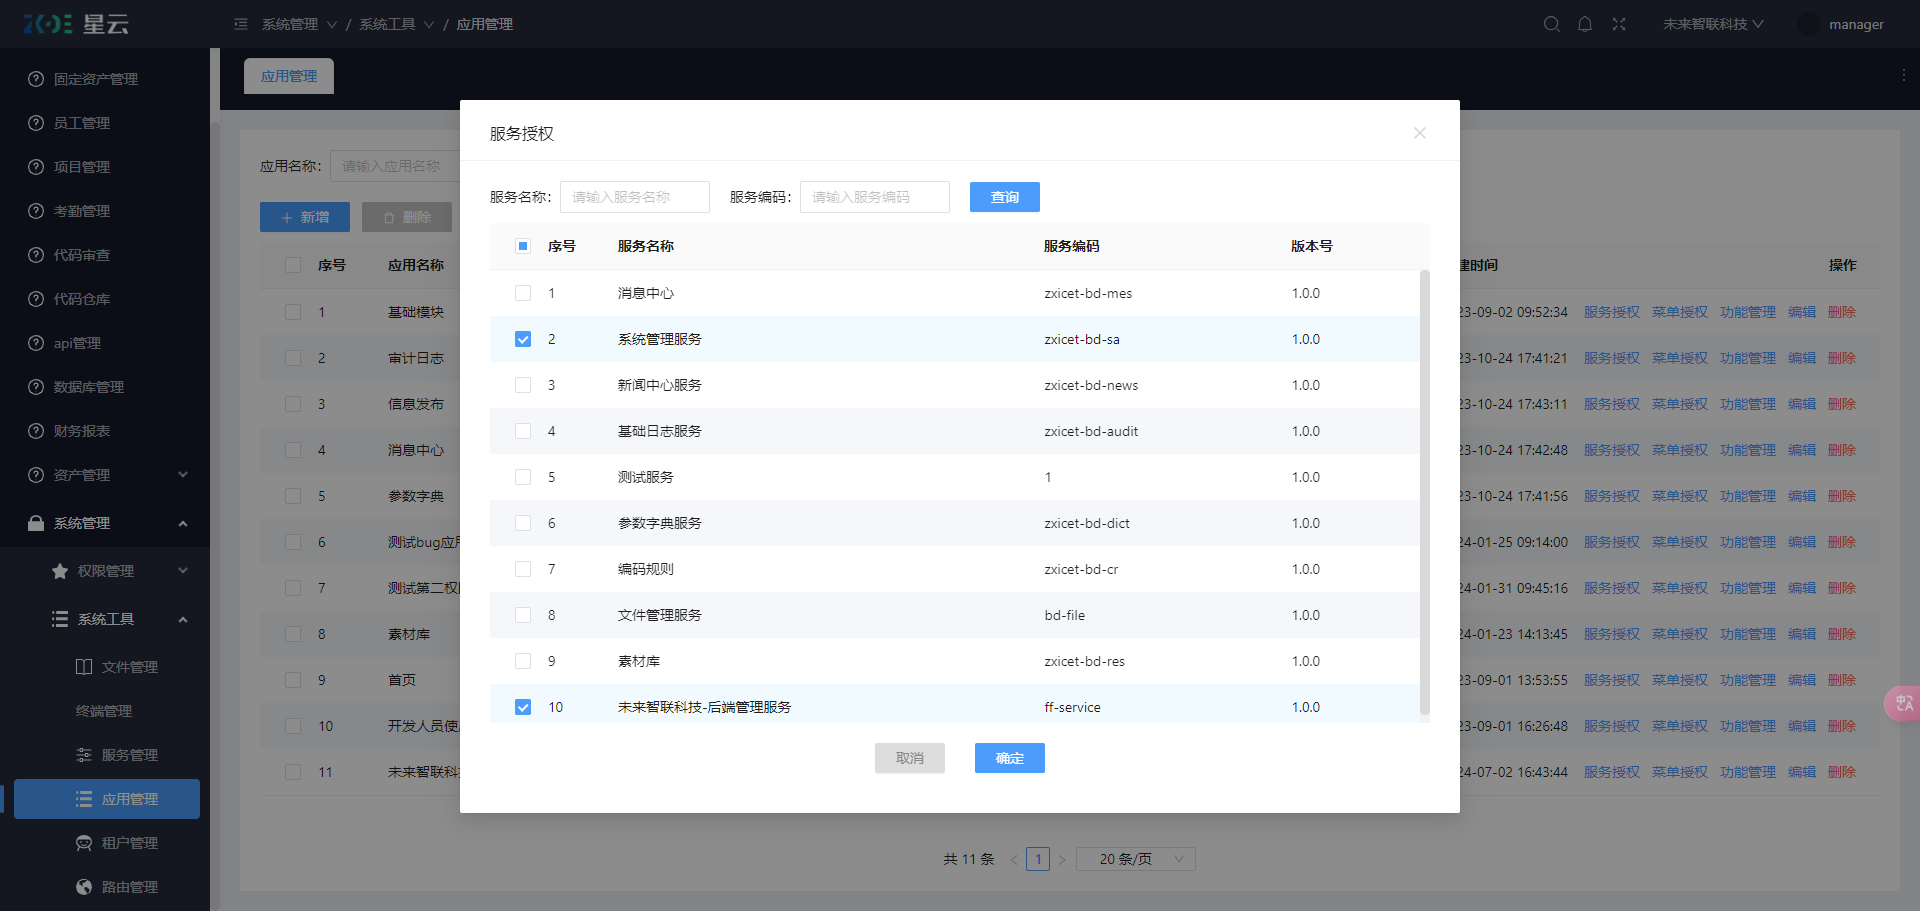 星云
系统管理 / 系统工具 / 应用管理
未来智联科技
manager
固定资产管理
员工管理
项目管理
考勤管理
代码审查
代码仓库
api管理
数据库管理
财务报表
资产管理
系统管理
权限管理
系统工具
文件管理
终端管理
服务管理
应用管理
租户管理
路由管理
应用管理
应用名称： 请输入应用名称
新增 删除
序号 应用名称 建时间 操作
1 基础模块 23-09-02 09:52:34 服务授权 菜单授权 功能管理 编辑 删除
2 审计日志 23-10-24 17:41:21 服务授权 菜单授权 功能管理 编辑 删除
3 信息发布 23-10-24 17:43:11 服务授权 菜单授权 功能管理 编辑 删除
4 消息中心 23-10-24 17:42:48 服务授权 菜单授权 功能管理 编辑 删除
5 参数字典 23-10-24 17:41:56 服务授权 菜单授权 功能管理 编辑 删除
6 测试bug应用 24-01-25 09:14:00 服务授权 菜单授权 功能管理 编辑 删除
7 测试第二权 24-01-31 09:45:16 服务授权 菜单授权 功能管理 编辑 删除
8 素材库 24-01-23 14:13:45 服务授权 菜单授权 功能管理 编辑 删除
9 首页 23-09-01 13:53:55 服务授权 菜单授权 功能管理 编辑 删除
10 开发人员使 23-09-01 16:26:48 服务授权 菜单授权 功能管理 编辑 删除
11 未来智联科 24-07-02 16:43:44 服务授权 菜单授权 功能管理 编辑 删除
共 11 条 < 1 > 20 条/页
服务授权
服务名称： 请输入服务名称 服务编码： 请输入服务编码 查询
序号 服务名称 服务编码 版本号
1 消息中心 zxicet-bd-mes 1.0.0
2 系统管理服务 zxicet-bd-sa 1.0.0
3 新闻中心服务 zxicet-bd-news 1.0.0
4 基础日志服务 zxicet-bd-audit 1.0.0
5 测试服务 1 1.0.0
6 参数字典服务 zxicet-bd-dict 1.0.0
7 编码规则 zxicet-bd-cr 1.0.0
8 文件管理服务 bd-file 1.0.0
9 素材库 zxicet-bd-res 1.0.0
10 未来智联科技-后端管理服务 ff-service 1.0.0
取消 确定